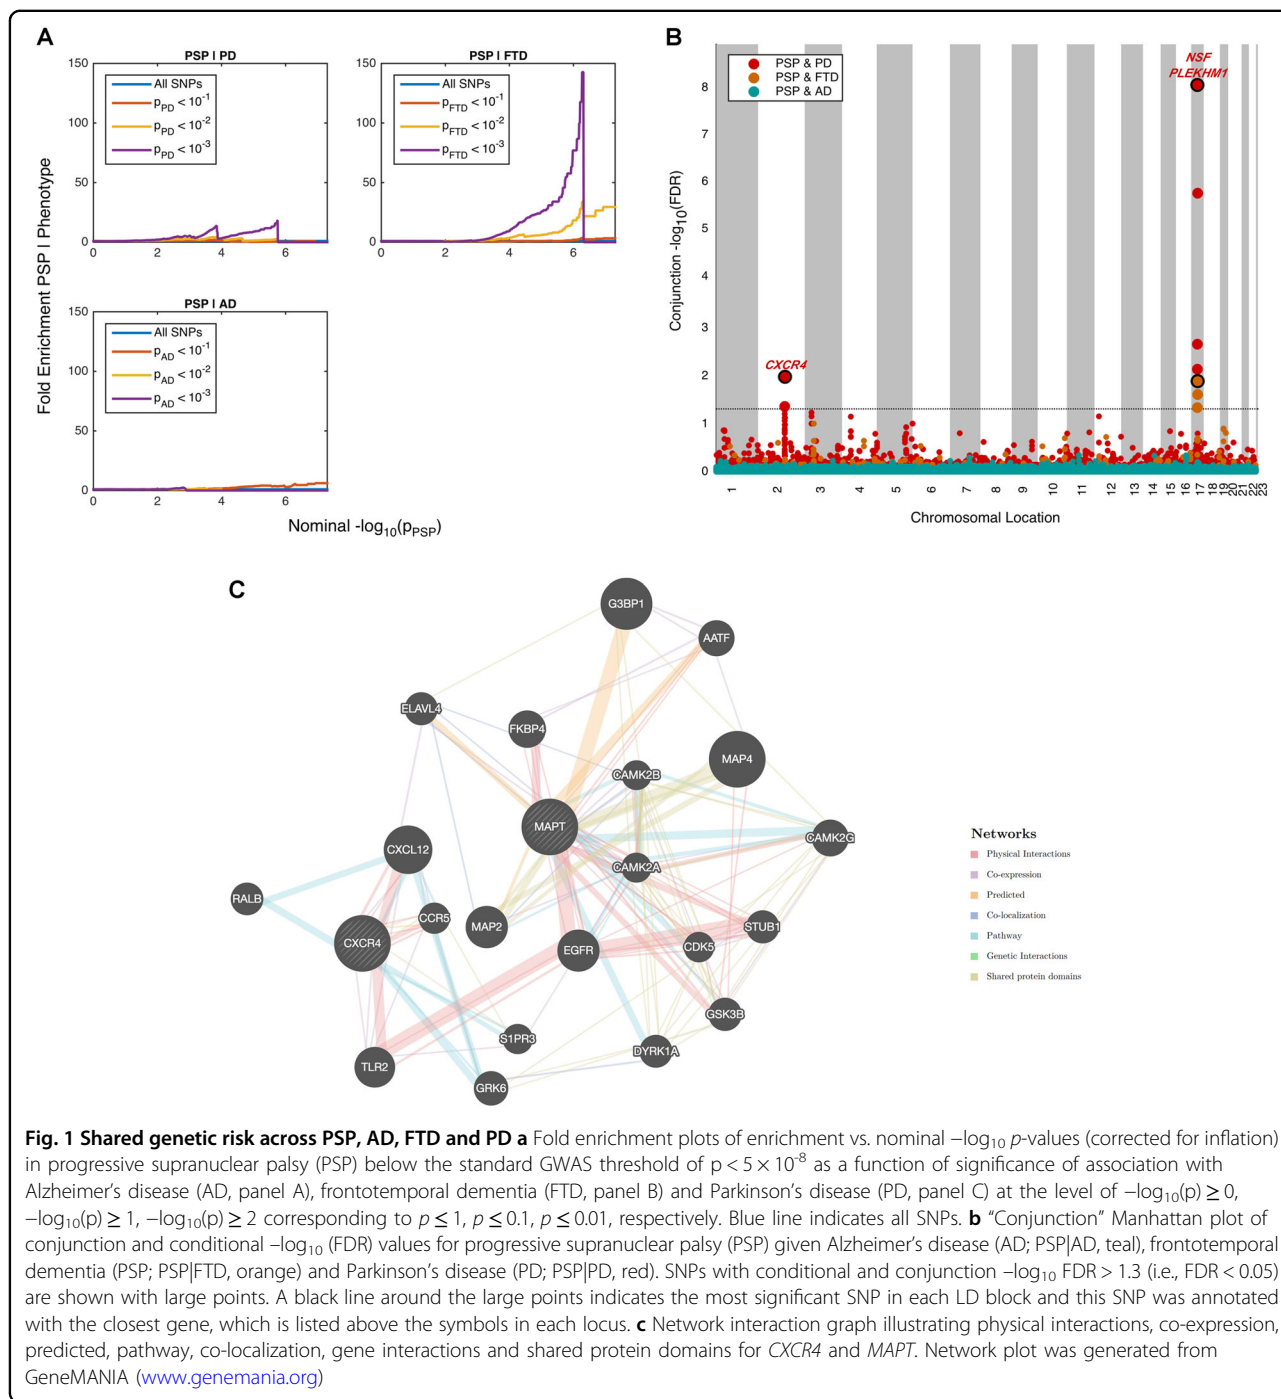 A
PSP | PD
150
100
50
0
0
2
4
6
All SNPs
pPD < 10-1
pPD < 10-2
pPD < 10-3
PSP | FTD
150
100
50
0
0
2
4
6
All SNPs
pFTD < 10-1
pFTD < 10-2
pFTD < 10-3
PSP | AD
150
100
50
0
0
2
4
6
All SNPs
pAD < 10-1
pAD < 10-2
pAD < 10-3
Fold Enrichment PSP | Phenotype
Nominal -log10(pPSP)
B
PSP & PD
PSP & FTD
PSP & AD
NSF
PLEKHM1
CXCR4
Conjunction -log10(FDR)
8
7
6
5
4
3
2
1
0
1
2
3
4
5
6
7
8
9
10
11
12
13
14
15
16
17
18
19
20
21
22
23
Chromosomal Location
C
G3BP1
AATF
ELAVL4
FKBP4
MAP4
CAMK2B
MAPT
CAMK2G
CXCL12
CAMK2A
RALB
CCR5
MAP2
STUB1
CXCR4
EGFR
CDK5
GSK3B
S1PR3
DYRK1A
TLR2
GRK6
Networks
Physical Interactions
Co-expression
Predicted
Co-localization
Pathway
Genetic Interactions
Shared protein domains
Fig. 1 Shared genetic risk across PSP, AD, FTD and PD a Fold enrichment plots of enrichment vs. nominal −log10 p-values (corrected for inflation)
in progressive supranuclear palsy (PSP) below the standard GWAS threshold of p < 5 × 10-8 as a function of significance of association with
Alzheimer's disease (AD, panel A), frontotemporal dementia (FTD, panel B) and Parkinson's disease (PD, panel C) at the level of −log10(p) ≥ 0,
−log10(p) ≥ 1, −log10(p) ≥ 2 corresponding to p ≤ 1, p ≤ 0.1, p ≤ 0.01, respectively. Blue line indicates all SNPs. b "Conjunction" Manhattan plot of
conjunction and conditional –log10 (FDR) values for progressive supranuclear palsy (PSP) given Alzheimer's disease (AD; PSP|AD, teal), frontotemporal
dementia (PSP; PSP|FTD, orange) and Parkinson's disease (PD; PSP|PD, red). SNPs with conditional and conjunction –log10 FDR > 1.3 (i.e., FDR < 0.05)
are shown with large points. A black line around the large points indicates the most significant SNP in each LD block and this SNP was annotated
with the closest gene, which is listed above the symbols in each locus. c Network interaction graph illustrating physical interactions, co-expression,
predicted, pathway, co-localization, gene interactions and shared protein domains for CXCR4 and MAPT. Network plot was generated from
GeneMANIA (www.genemania.org)